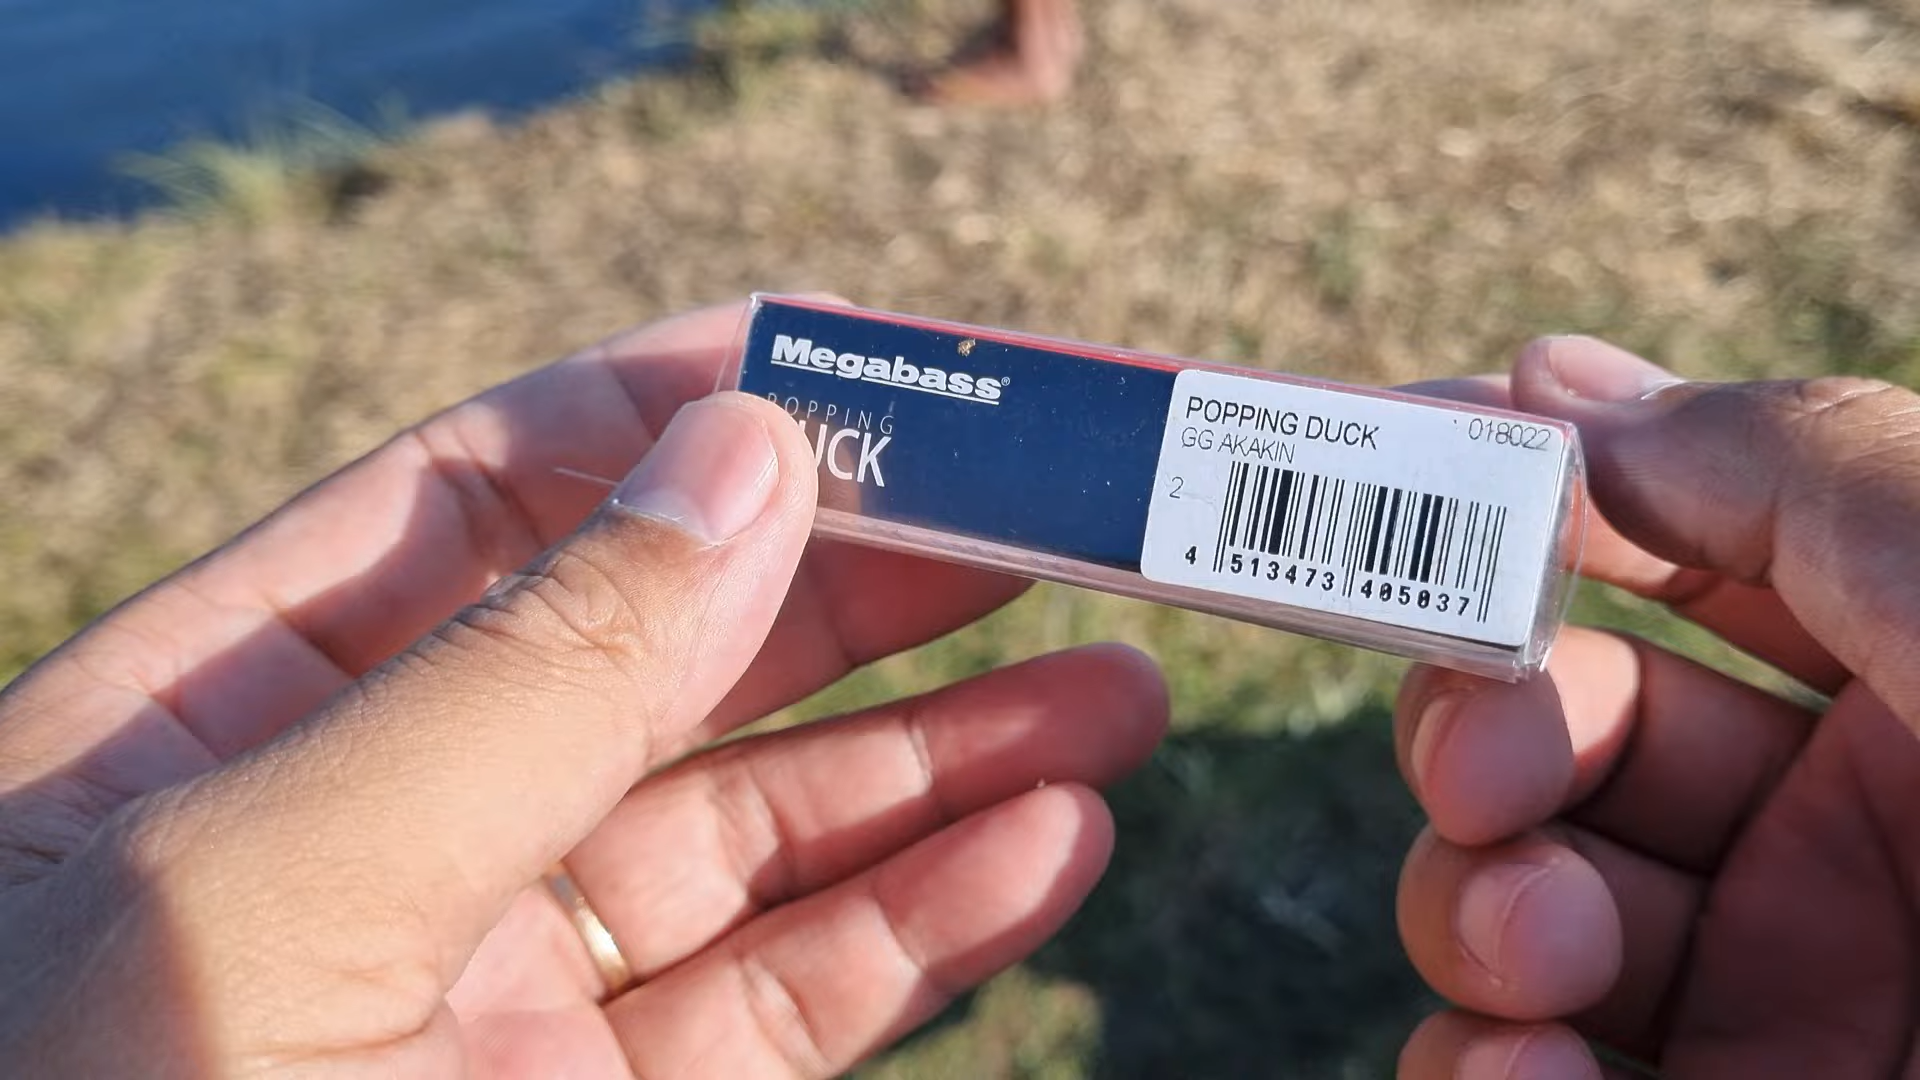 Megabass®
POPPING
UCK
POPPING DUCK 018022
GG AKAKIN
2
4 513473 405037